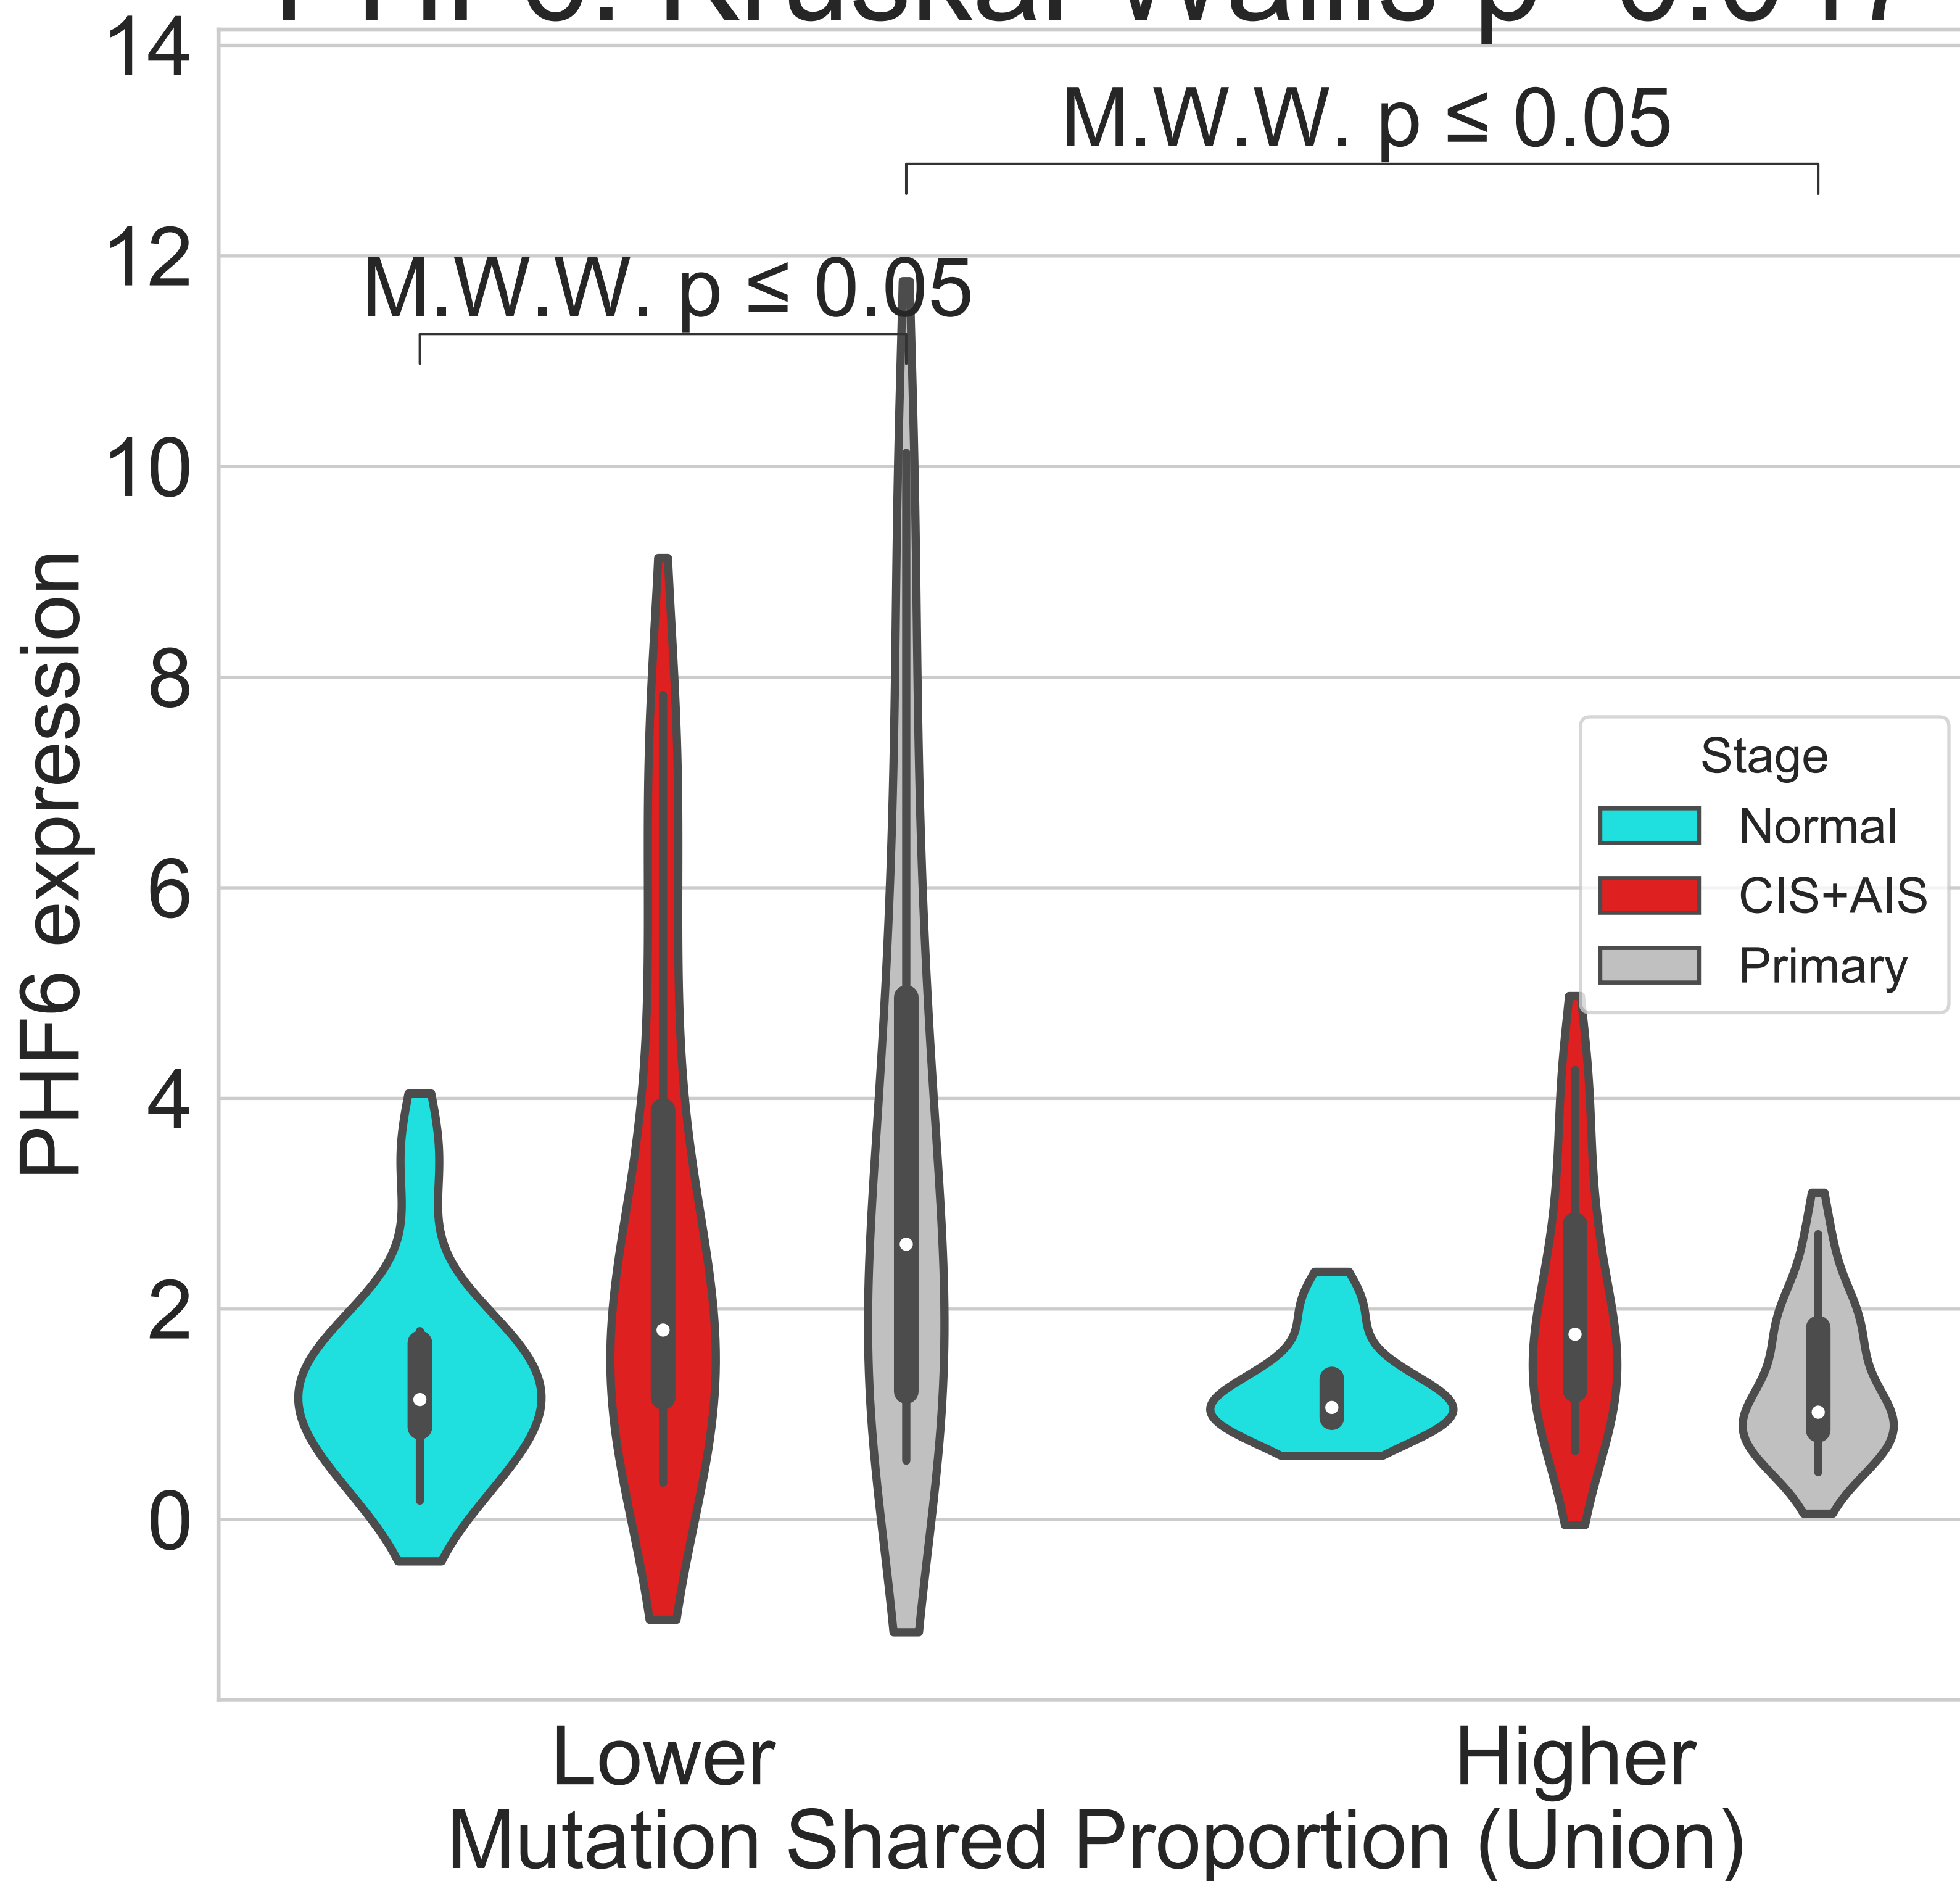 14
M.W.W. p ≤ 0.05
12
M.W.W. p ≤ 0.05
10
8
6
4
2
0
PHF6 expression
Stage
Normal
CIS+AIS
Primary
Lower
Higher
Mutation Shared Proportion (Union)